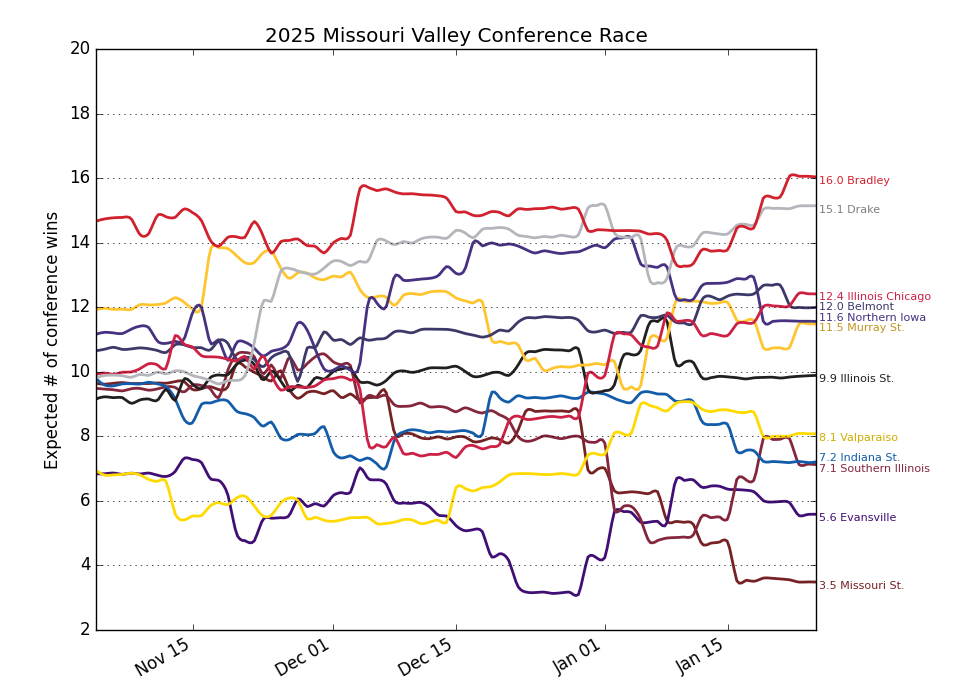 2025 Missouri Valley Conference Race
Expected # of conference wins
20
18
16
14
12
10
8
6
4
2
Nov 15
Dec 01
Dec 15
Jan 01
Jan 15
16.0 Bradley
15.1 Drake
12.4 Illinois Chicago
12.0 Belmont
11.6 Northern Iowa
11.5 Murray St.
9.9 Illinois St.
8.1 Valparaiso
7.2 Indiana St.
7.1 Southern Illinois
5.6 Evansville
3.5 Missouri St.